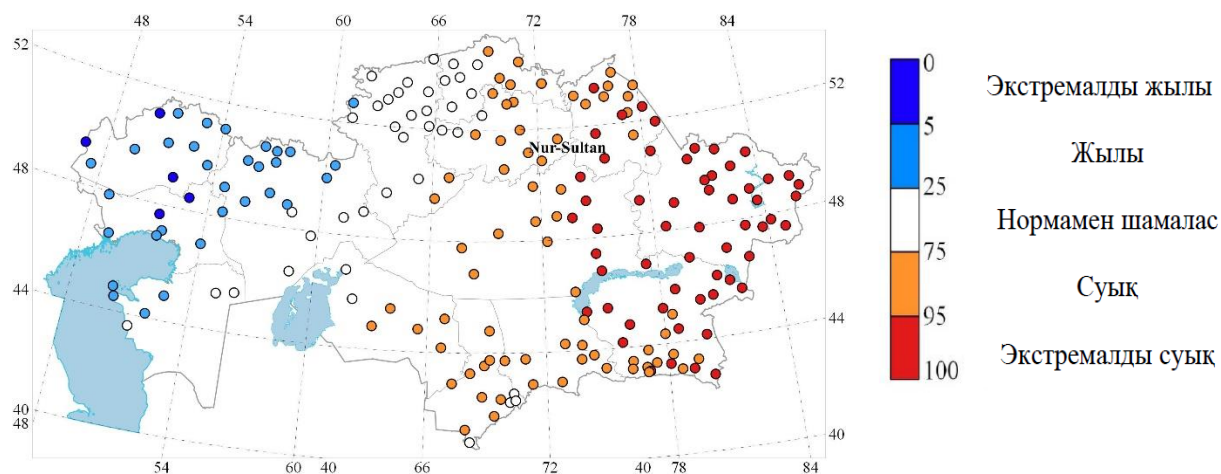 48 54 60 66 72 78 84
52
52
48
48
44
44
40
48
40
54 60 40 66 72 40 78 84
Nur-Sultan
0
5
25
75
95
100
Экстремалды жылы
Жылы
Нормамен шамалас
Суық
Экстремалды суық